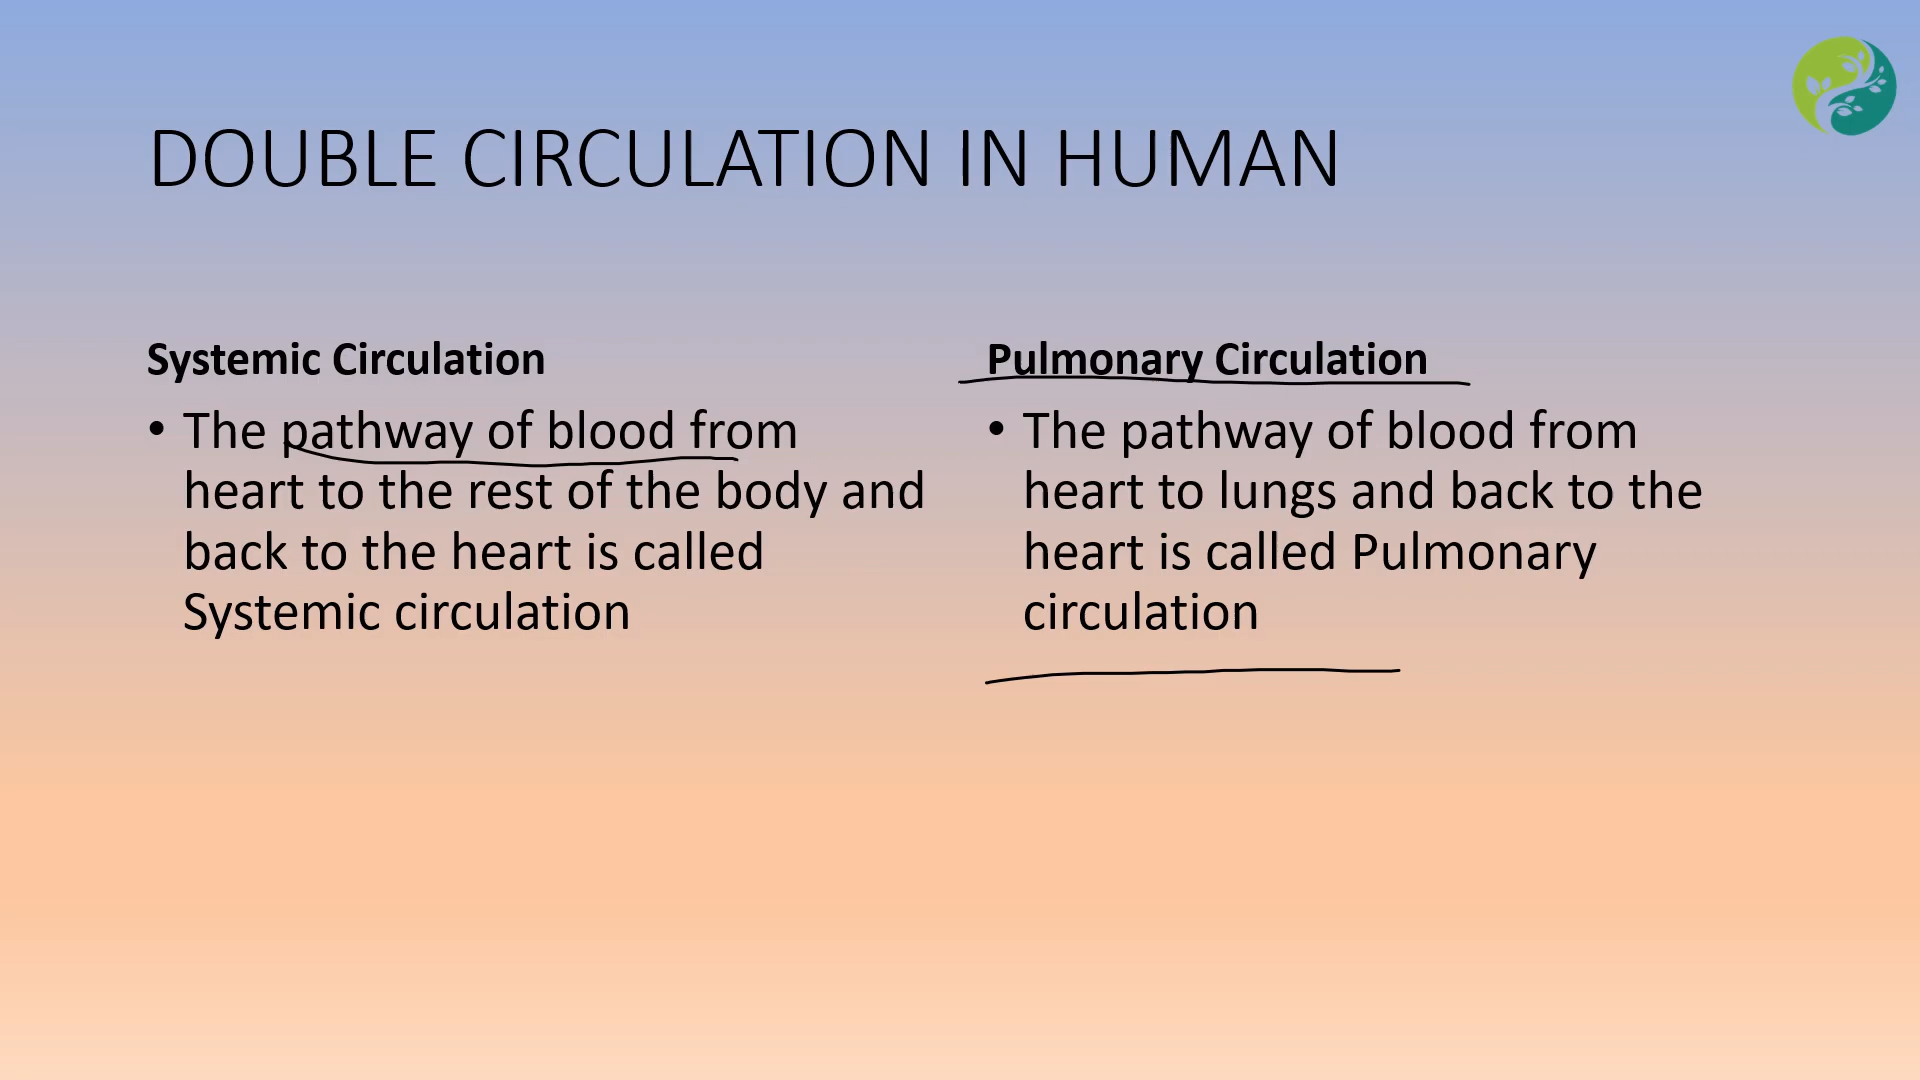 DOUBLE CIRCULATION IN HUMAN
Systemic Circulation
• The pathway of blood from
heart to the rest of the body and
back to the heart is called
Systemic circulation
Pulmonary Circulation
• The pathway of blood from
heart to lungs and back to the
heart is called Pulmonary
circulation